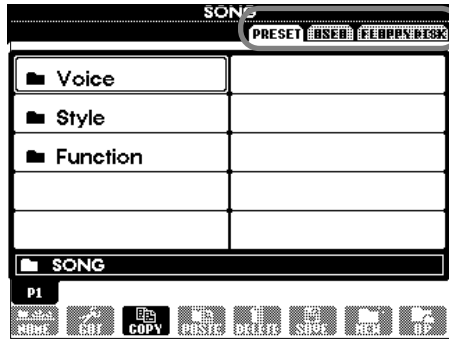 SONG
PRESET USER FLOPPY DISK
Voice
Style
Function
SONG
P1
NAME CUT COPY PASTE DELETE SAVE NEW UP